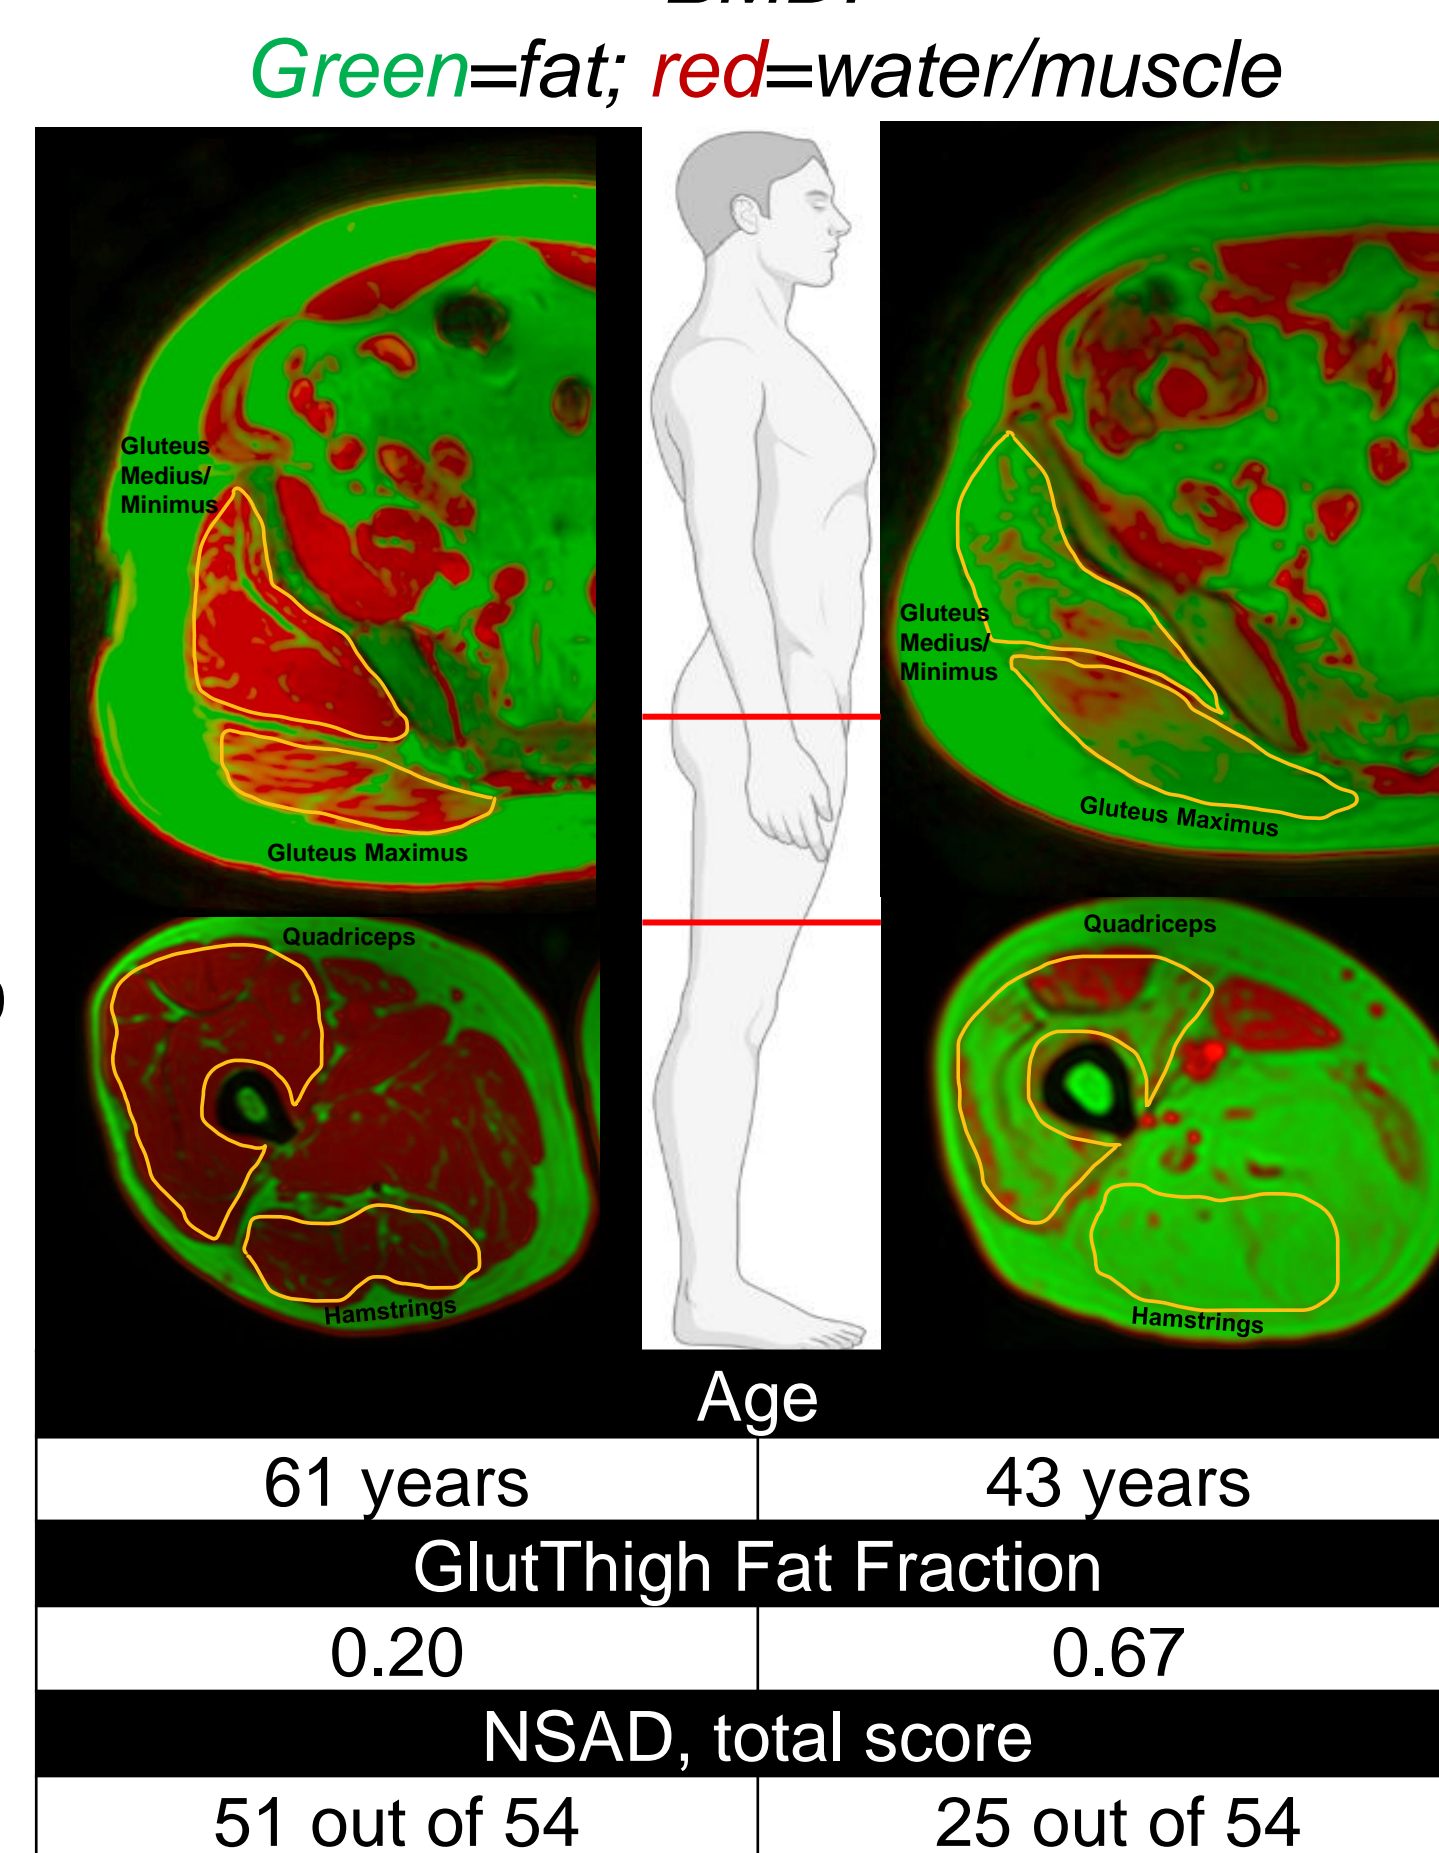 Green=fat; red=water/muscle
Gluteus
Medius/
Minimus
Gluteus Maximus
Quadriceps
Hamstrings
Gluteus
Medius/
Minimus
Gluteus Maximus
Quadriceps
Hamstrings
Age
61 years 43 years
GlutThigh Fat Fraction
0.20 0.67
NSAD, total score
51 out of 54 25 out of 54